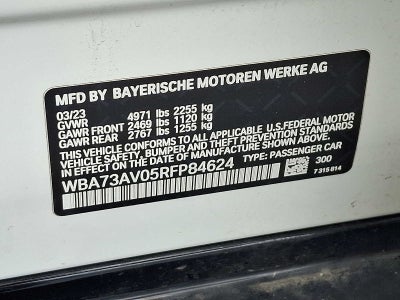 MFD BY BAYERISCHE MOTOREN WERKE AG
03/23
GVWR 4971 lbs 2255 kg
GAWR FRONT 2469 lbs 1120 kg
GAWR REAR 2767 lbs 1255 kg
THIS VEHICLE CONFORMS TO ALL APPLICABLE U.S.FEDERAL MOTOR
VEHICLE SAFETY, BUMPER, AND THEFT PREVENTION STANDARDS
IN EFFECT ON THE DATE OF MANUFACTURE SHOWN ABOVE.
WBA73AV05RFP84624 TYPE: PASSENGER CAR
300
7 315 814